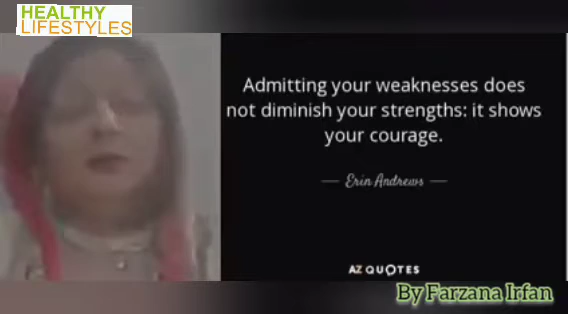 HEALTHY
LIFESTYLES
Admitting your weaknesses does
not diminish your strengths: it shows
your courage.
— Erin Andrews —
AZ QUOTES
By Farzana Irfan